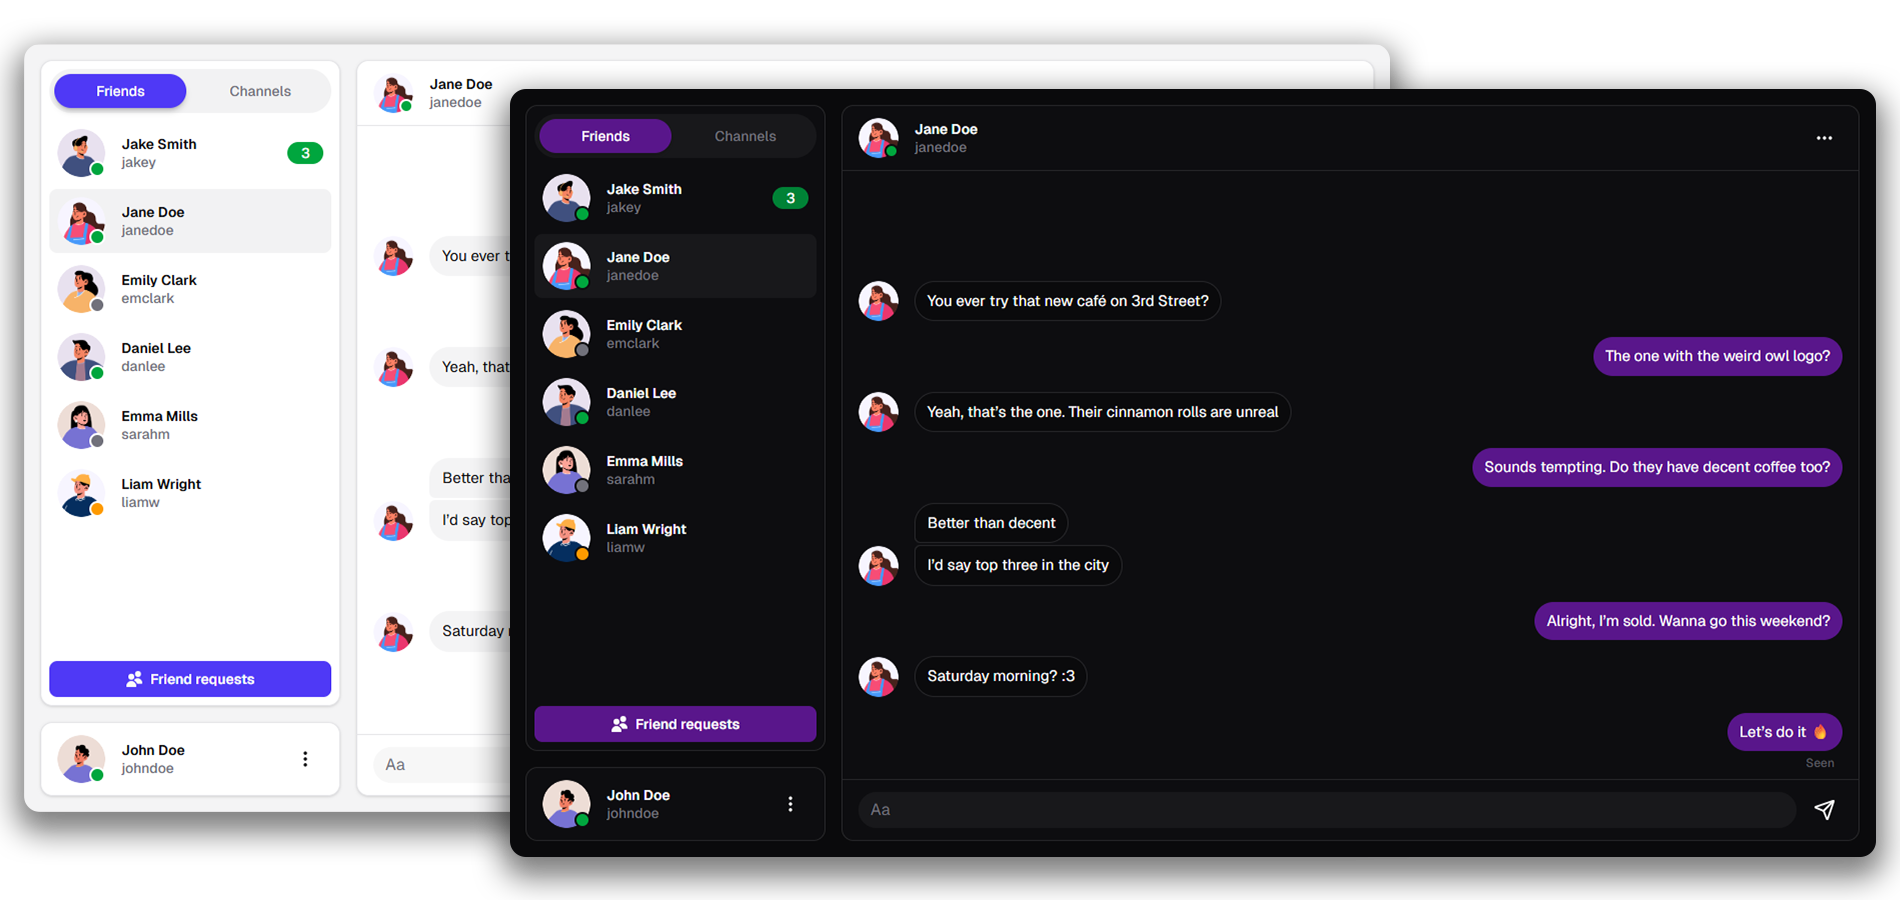 Friends
Channels
Jake Smith
jakey
3
Jane Doe
janedoe
Emily Clark
emclark
Daniel Lee
danlee
Emma Mills
sarahm
Liam Wright
liamw
Friend requests
John Doe
johndoe
Jane Doe
janedoe
You ever
Yeah, that
Better
I'd say top
Saturday
Aa
Friends
Channels
Jake Smith
jakey
3
Jane Doe
janedoe
Emily Clark
emclark
Daniel Lee
danlee
Emma Mills
sarahm
Liam Wright
liamw
Friend requests
John Doe
johndoe
Jane Doe
janedoe
You ever try that new café on 3rd Street?
The one with the weird owl logo?
Yeah, that's the one. Their cinnamon rolls are unreal
Sounds tempting. Do they have decent coffee too?
Better than decent
I'd say top three in the city
Alright, I'm sold. Wanna go this weekend?
Saturday morning? :3
Let's do it 🔥
Seen
Aa